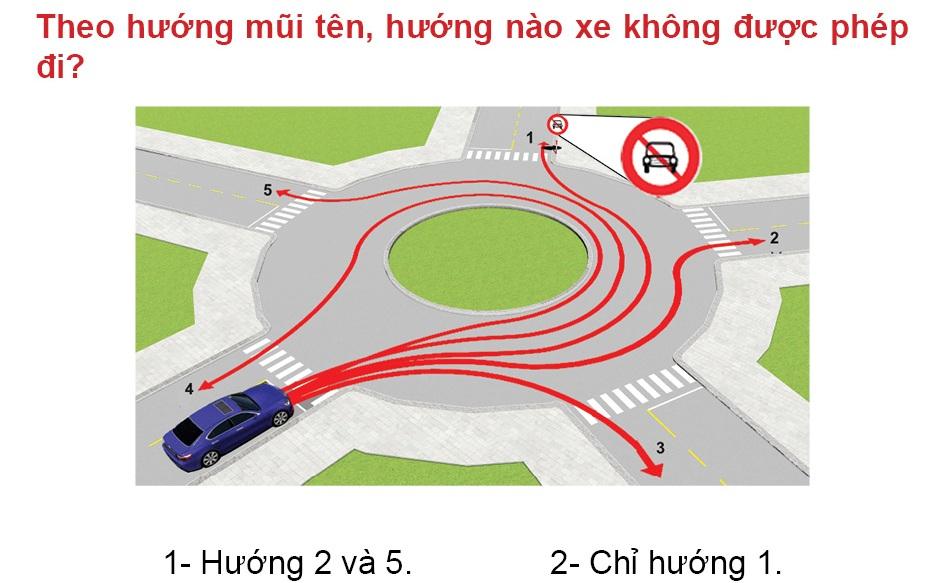 Theo hướng mũi tên, hướng nào xe không được phép
đi?
1
5
2
4
3
1- Hướng 2 và 5.
2- Chỉ hướng 1.